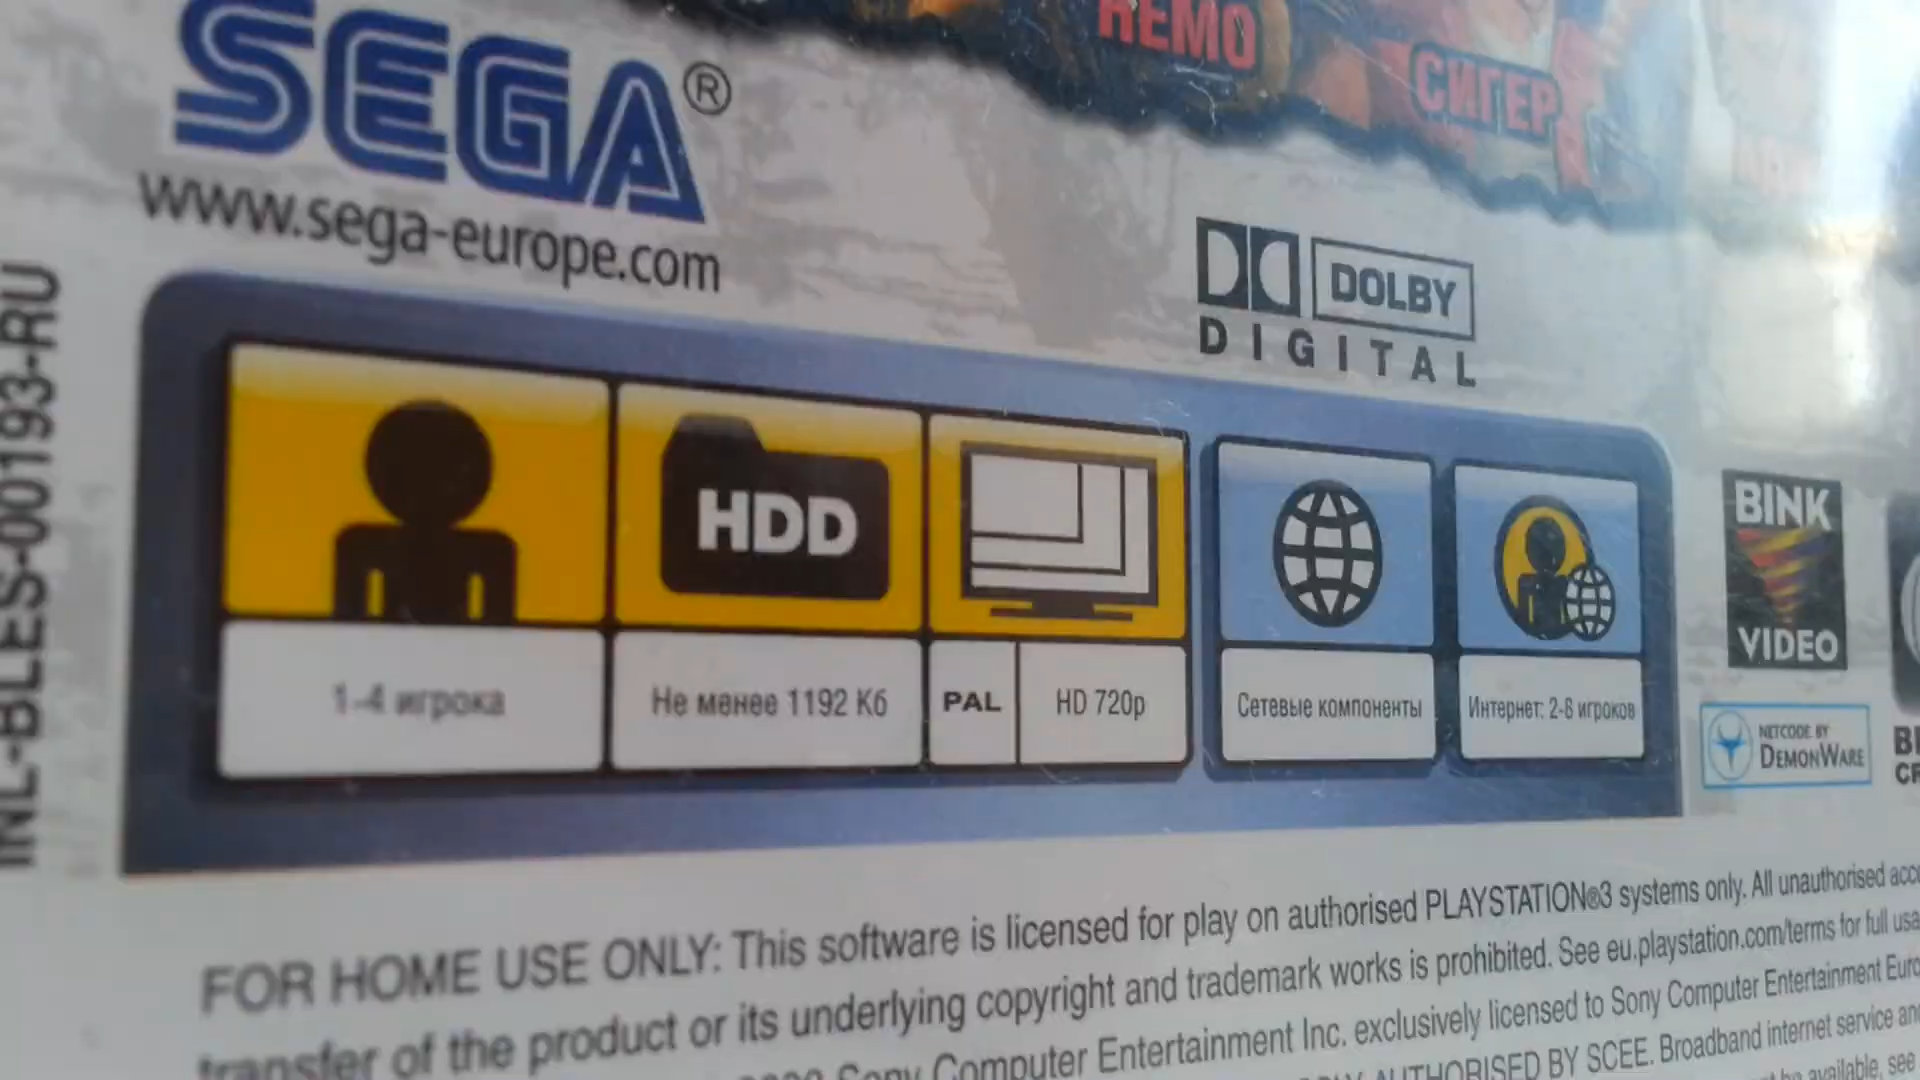 НЕМО
СИГЕР
SEGA®
www.sega-europe.com
DOLBY
DIGITAL
INL-BLES-00193-RU
HDD
1-4 игрока
Не менее 1192 Кб
PAL
HD 720p
Сетевые компоненты
Интернет: 2-8 игроков
BINK
VIDEO
NETCODE BY
DEMONWARE
FOR HOME USE ONLY: This software is licensed for play on authorised PLAYSTATION®3 systems only. All unauthorised
transfer of the product or its underlying copyright and trademark works is prohibited. See eu.playstation.com/terms for full
Sony Computer Entertainment Inc. exclusively licensed to Sony Computer Entertainment
AUTHORISED BY SCEE. Broadband internet service
be available, see